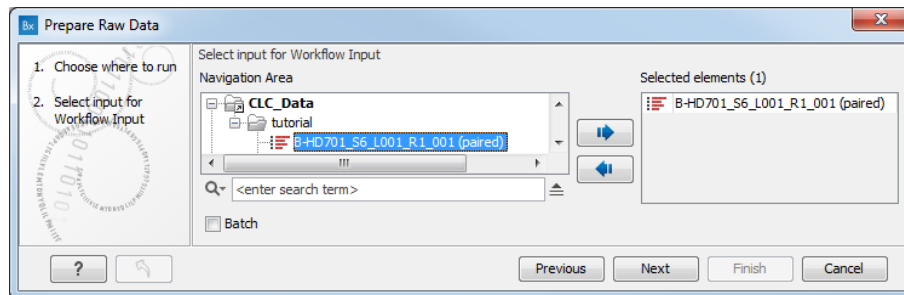 Bx Prepare Raw Data
1. Choose where to run
2. Select input for
Workflow Input
Select input for Workflow Input
Navigation Area
CLC_Data
tutorial
B-HD701_S6_L001_R1_001 (paired)
<enter search term>
Batch
Selected elements (1)
B-HD701_S6_L001_R1_001 (paired)
?
Previous
Next
Finish
Cancel